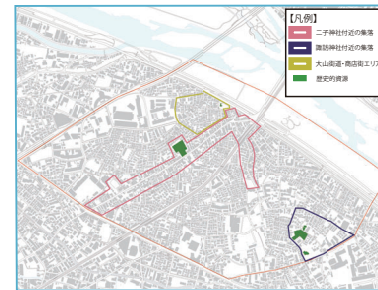 【凡例】
二子神社付近の集落
諏訪神社付近の集落
大山街道・商店街エリア
歴史的資源